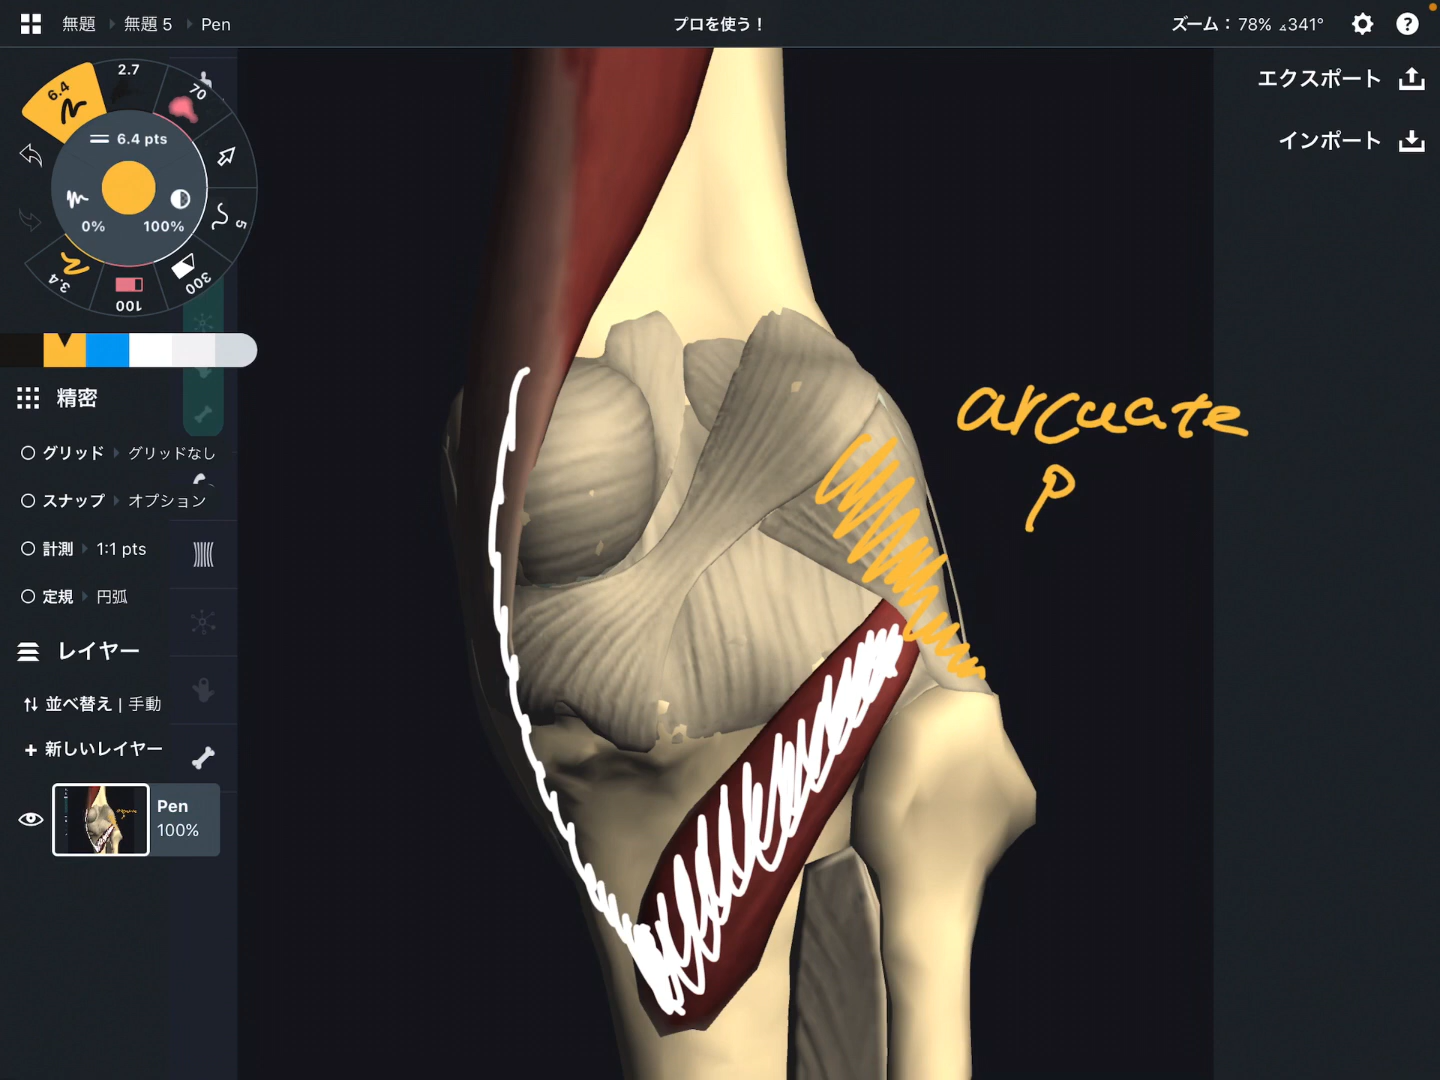 無題 無題 5 Pen
プロを使う！
ズーム： 78% ⦟341°
エクスポート
インポート
6.4
2.7
70
6.4 pts
0%
100%
5
3.4
100
300
精密
グリッド グリッドなし
スナップ オプション
計測 1:1 pts
定規 円弧
レイヤー
並べ替え | 手動
+ 新しいレイヤー
Pen
100%
arcuate
p